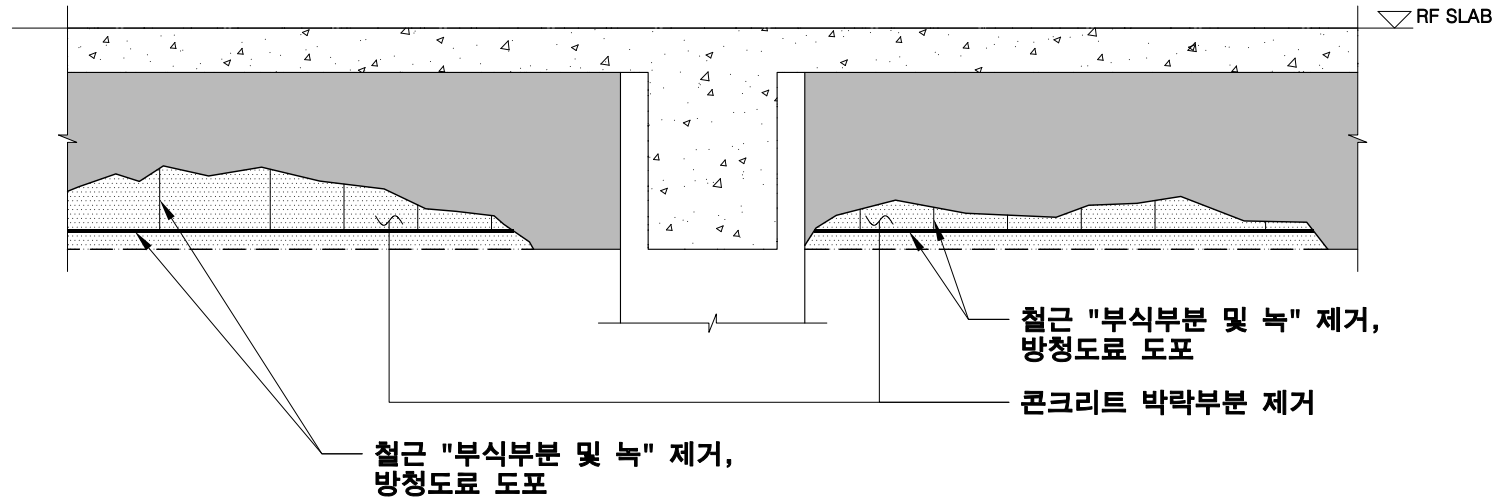 RF SLAB
철근 "부식부분 및 녹" 제거,
방청도료 도포
콘크리트 박락부분 제거
철근 "부식부분 및 녹" 제거,
방청도료 도포